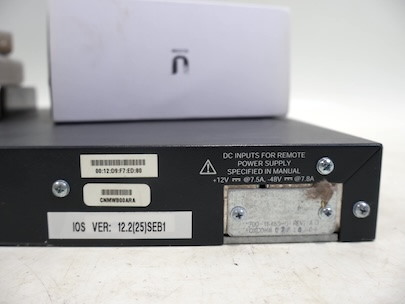 DC INPUTS FOR REMOTE
POWER SUPPLY
SPECIFIED IN MANUAL
+12V @7.5A, -48V @7.8A
00:12:D9:F7:ED:80
CNMWB00ARA
IOS VER: 12.2(25)SEB1